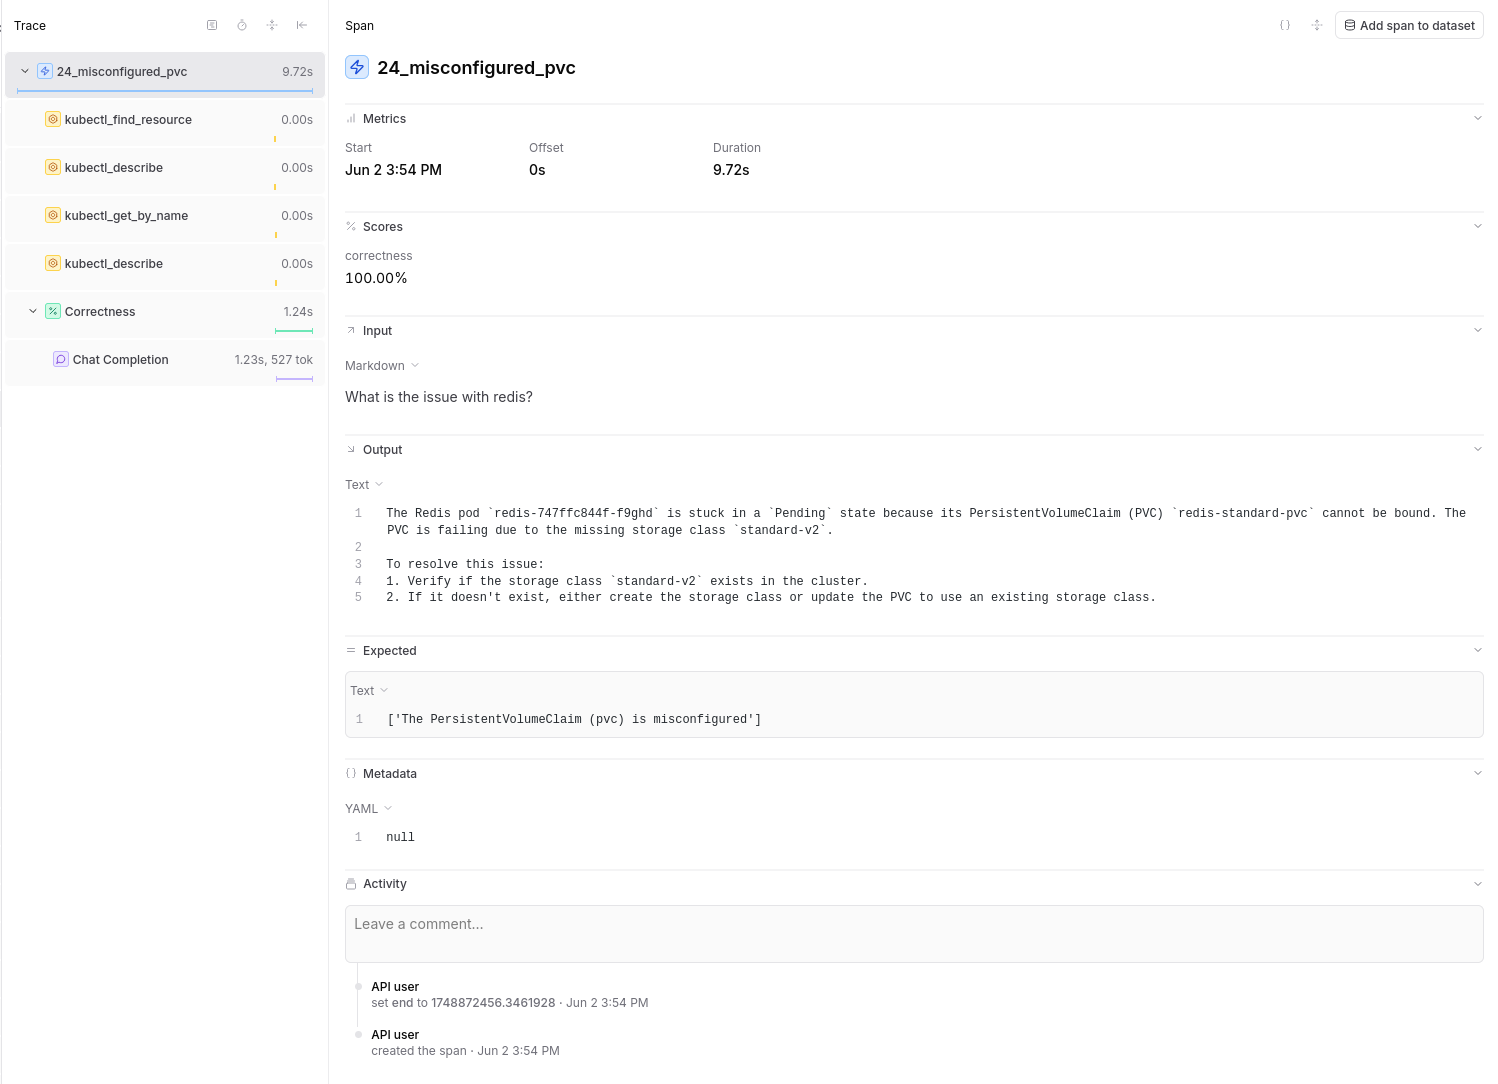 Trace
24_misconfigured_pvc 9.72s
kubectl_find_resource 0.00s
kubectl_describe 0.00s
kubectl_get_by_name 0.00s
kubectl_describe 0.00s
Correctness 1.24s
Chat Completion 1.23s, 527 tok
Span
Add span to dataset
24_misconfigured_pvc
Metrics
Start Offset Duration
Jun 2 3:54 PM 0s 9.72s
Scores
correctness
100.00%
Input
Markdown
What is the issue with redis?
Output
Text
1 The Redis pod `redis-747ffc844f-f9ghd` is stuck in a `Pending` state because its PersistentVolumeClaim (PVC) `redis-standard-pvc` cannot be bound. The
PVC is failing due to the missing storage class `standard-v2`.
2
3 To resolve this issue:
4 1. Verify if the storage class `standard-v2` exists in the cluster.
5 2. If it doesn't exist, either create the storage class or update the PVC to use an existing storage class.
Expected
Text
1 ['The PersistentVolumeClaim (pvc) is misconfigured']
Metadata
YAML
1 null
Activity
Leave a comment...
API user
set end to 1748872456.3461928 · Jun 2 3:54 PM
API user
created the span · Jun 2 3:54 PM